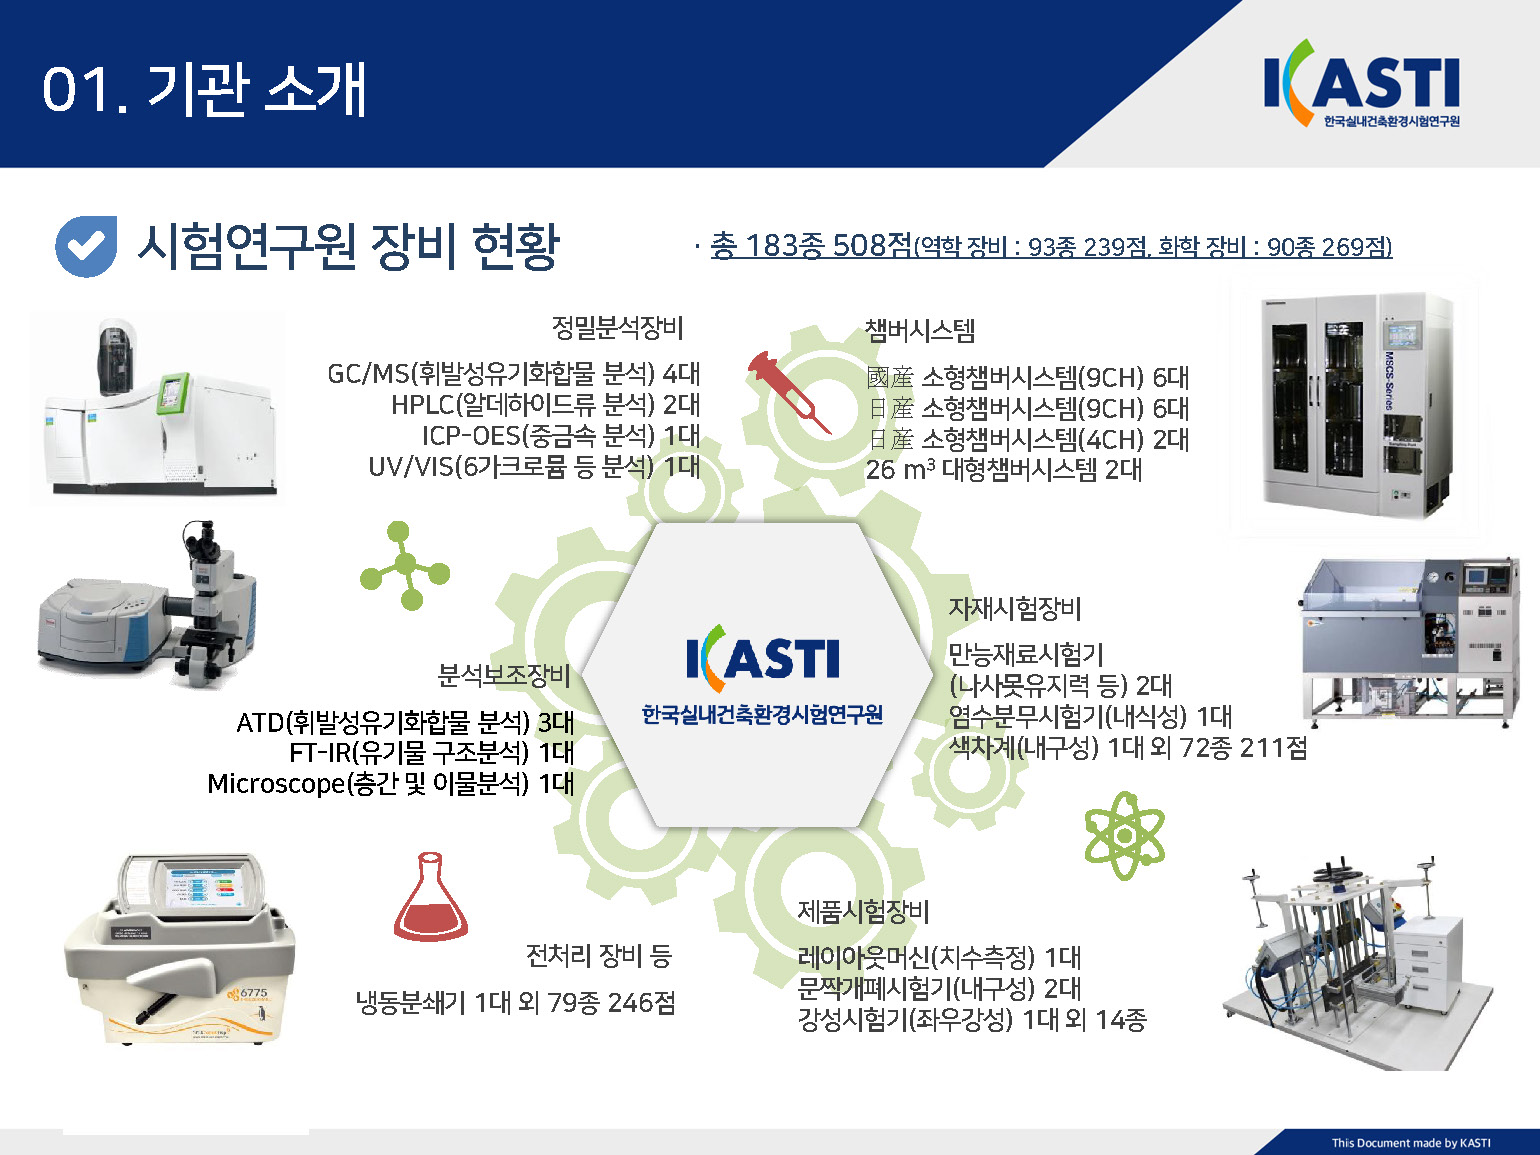 01. 기관 소개
KASTI
한국실내건축환경시험연구원
시험연구원 장비 현황
· 총 183종 508점(역학 장비 : 93종 239점, 화학 장비 : 90종 269점)
정밀분석장비
GC/MS(휘발성유기화합물 분석) 4대
HPLC(알데하이드류 분석) 2대
ICP-OES(중금속 분석) 1대
UV/VIS(6가크로뮴 등 분석) 1대
챔버시스템
國産 소형챔버시스템(9CH) 6대
日産 소형챔버시스템(9CH) 6대
日産 소형챔버시스템(4CH) 2대
26 m³ 대형챔버시스템 2대
MSCS-Series
분석보조장비
ATD(휘발성유기화합물 분석) 3대
FT-IR(유기물 구조분석) 1대
Microscope(층간 및 이물분석) 1대
KASTI
한국실내건축환경시험연구원
자재시험장비
만능재료시험기
(나사못유지력 등) 2대
염수분무시험기(내식성) 1대
색차계(내구성) 1대 외 72종 211점
전처리 장비 등
냉동분쇄기 1대 외 79종 246점
6775
제품시험장비
레이아웃머신(치수측정) 1대
문짝개폐시험기(내구성) 2대
강성시험기(좌우강성) 1대 외 14종
This Document made by KASTI